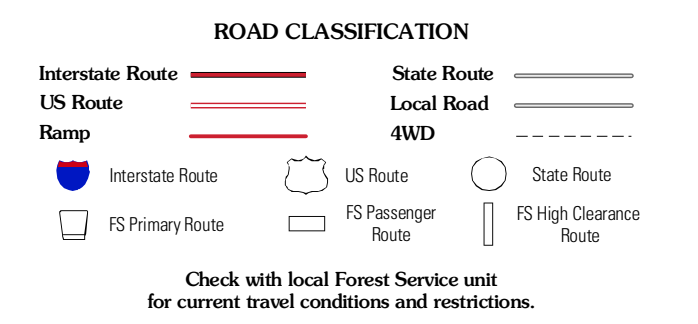 ROAD CLASSIFICATION
Interstate Route
State Route
US Route
Local Road
Ramp
4WD
Interstate Route
US Route
State Route
FS Primary Route
FS Passenger
Route
FS High Clearance
Route
Check with local Forest Service unit
for current travel conditions and restrictions.